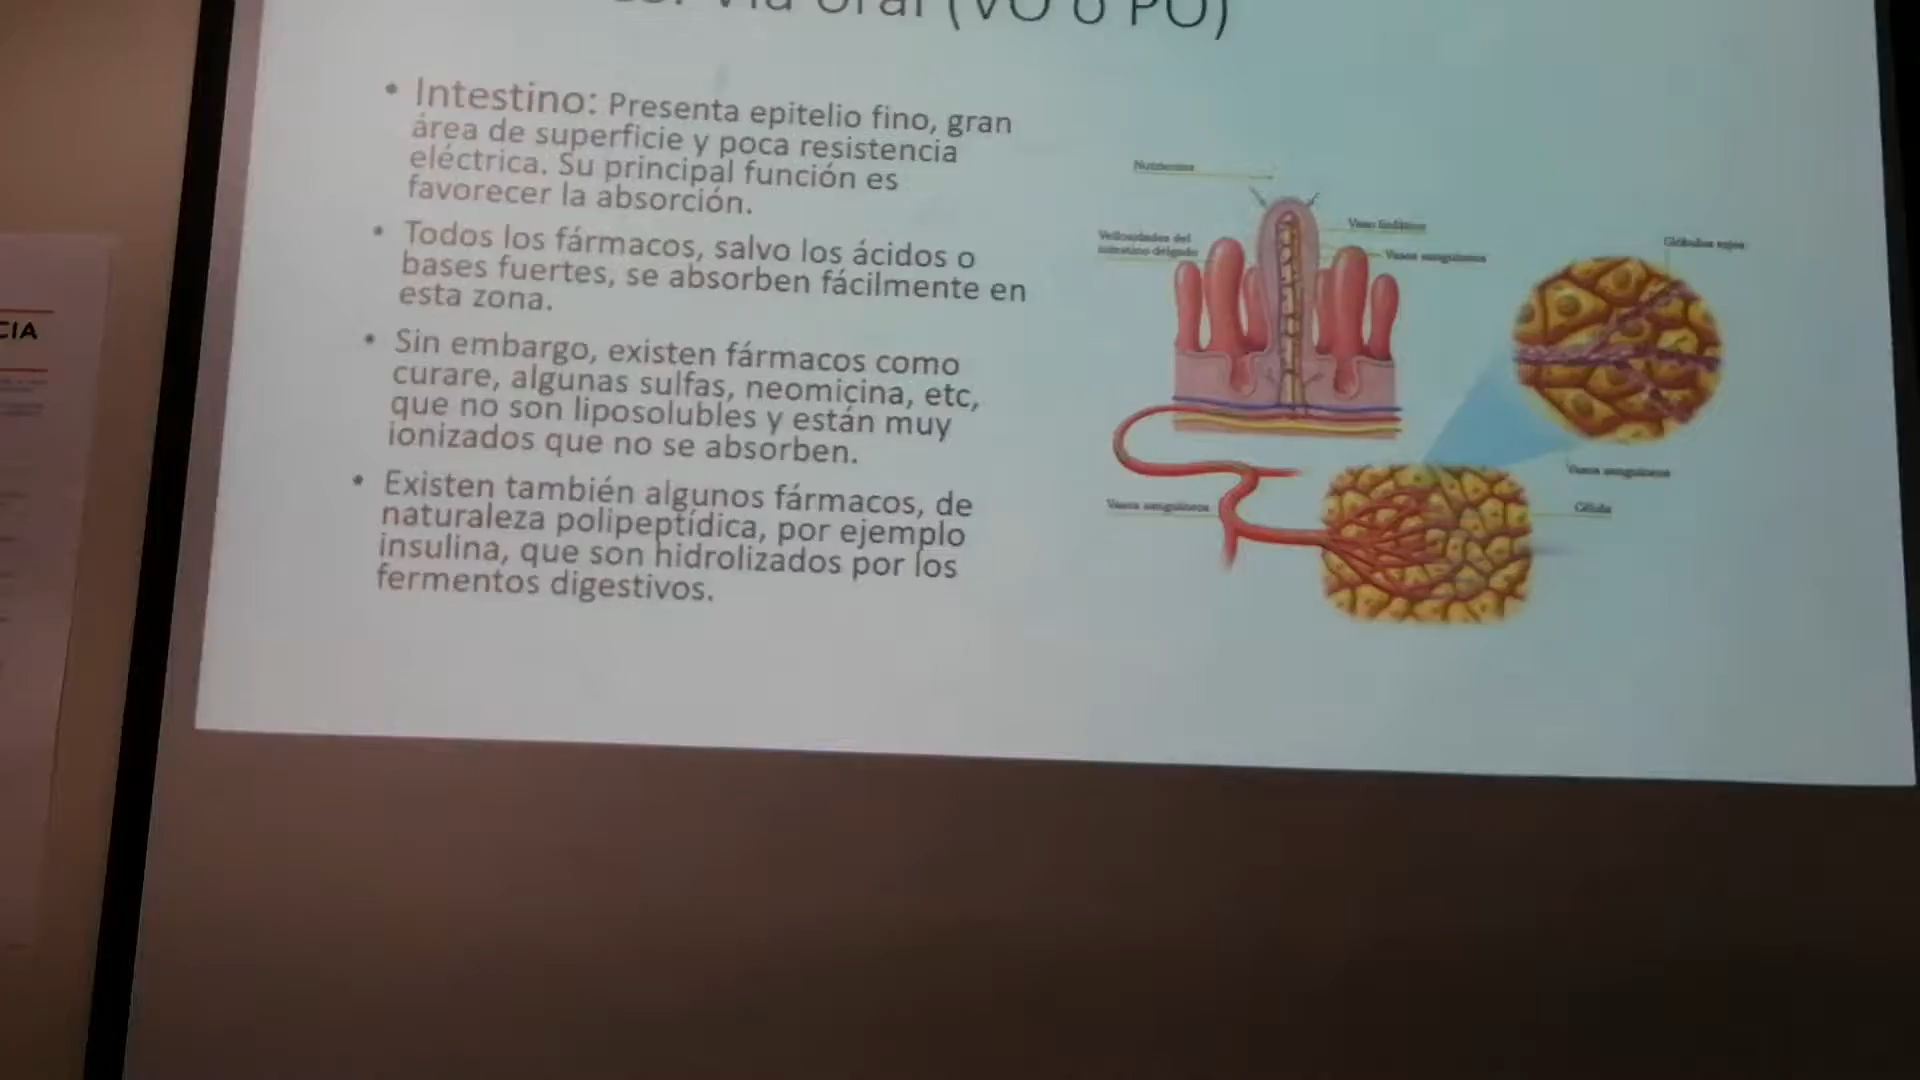 Vía oral (VO o PO)
• Intestino: Presenta epitelio fino, gran
área de superficie y poca resistencia
eléctrica. Su principal función es
favorecer la absorción.
• Todos los fármacos, salvo los ácidos o
bases fuertes, se absorben fácilmente en
esta zona.
• Sin embargo, existen fármacos como
curare, algunas sulfas, neomicina, etc,
que no son liposolubles y están muy
ionizados que no se absorben.
• Existen también algunos fármacos, de
naturaleza polipeptídica, por ejemplo
insulina, que son hidrolizados por los
fermentos digestivos.
Nutrientes
Vellosidades del
intestino delgado
Vaso linfático
Vasos sanguíneos
Glóbulos rojos
Vasos sanguíneos
Vasos sanguíneos
Célula
CIA